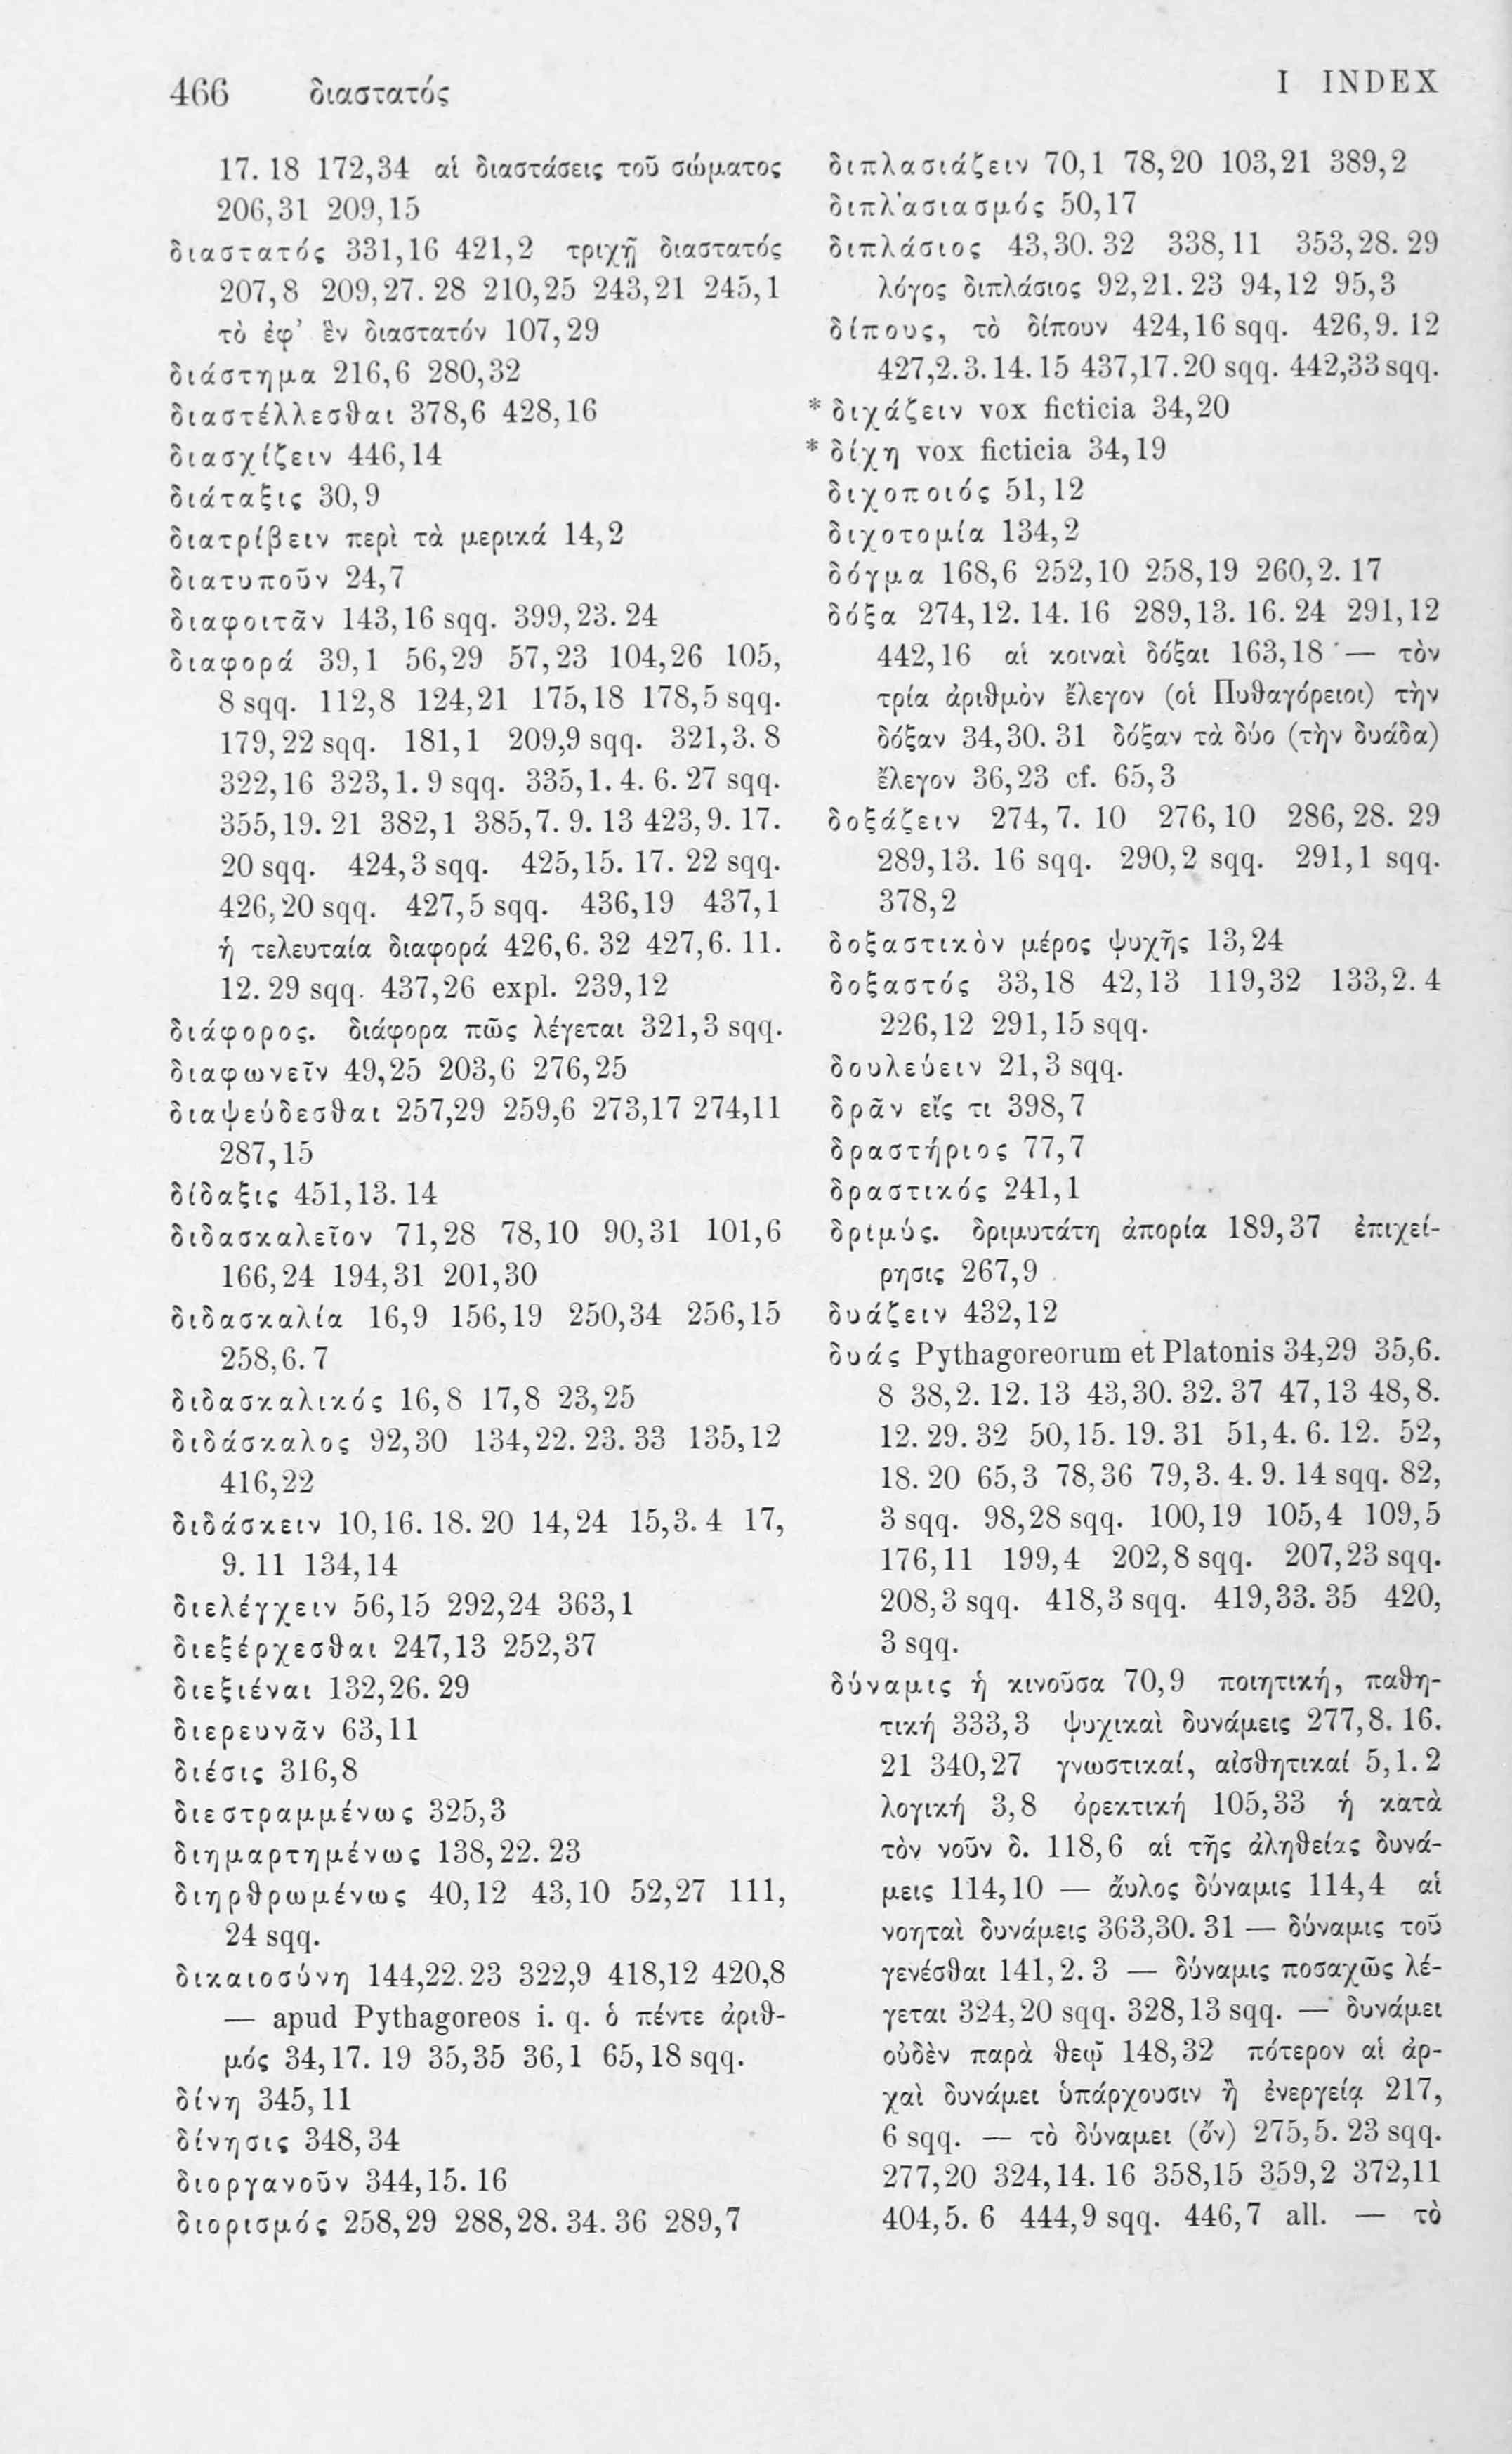 466 διαστατός I INDEX
17. 18 172,34 αἱ διαστάσεις τοῦ σώματος
206,31 209,15
διαστατός 331,16 421,2 τριχῇ διαστατός
207,8 209,27. 28 210,25 243,21 245,1
τὸ ἐφ’ ἓν διαστατόν 107,29
διάστημα 216,6 280,32
διαστέλλεσθαι 378,6 428,16
διασχίζειν 446,14
διάταξις 30,9
διατρίβειν περὶ τὰ μερικά 14,2
διατυποῦν 24,7
διαφοιτᾶν 143,16 sqq. 399,23. 24
διαφορά 39,1 56,29 57,23 104,26 105,
8 sqq. 112,8 124,21 175,18 178,5 sqq.
179,22 sqq. 181,1 209,9 sqq. 321,3. 8
322,16 323,1. 9 sqq. 335,1. 4. 6. 27 sqq.
355,19. 21 382,1 385,7. 9. 13 423,9. 17.
20 sqq. 424,3 sqq. 425,15. 17. 22 sqq.
426,20 sqq. 427,5 sqq. 436,19 437,1
ἡ τελευταία διαφορά 426,6. 32 427,6. 11.
12. 29 sqq. 437,26 expl. 239,12
διάφορος. διάφορα πῶς λέγεται 321,3 sqq.
διαφωνεῖν 49,25 203,6 276,25
διαψεύδεσθαι 257,29 259,6 273,17 274,11
287,15
δίδαξις 451,13. 14
διδασκαλεῖον 71,28 78,10 90,31 101,6
166,24 194,31 201,30
διδασκαλία 16,9 156,19 250,34 256,15
258,6. 7
διδασκαλικός 16,8 17,8 23,25
διδάσκαλος 92,30 134,22. 23. 33 135,12
416,22
διδάσκειν 10,16. 18. 20 14,24 15,3. 4 17,
9. 11 134,14
διελέγχειν 56,15 292,24 363,1
διεξέρχεσθαι 247,13 252,37
διεξιέναι 132,26. 29
διερευνᾶν 63,11
διέσις 316,8
διεστραμμένως 325,3
διημαρτημένως 138,22. 23
διηρθρωμένως 40,12 43,10 52,27 111,
24 sqq.
δικαιοσύνη 144,22. 23 322,9 418,12 420,8
— apud Pythagoreos i. q. ὁ πέντε ἀριθ-
μός 34,17. 19 35,35 36,1 65,18 sqq.
δίνη 345,11
δίνησις 348,34
διοργανοῦν 344,15. 16
διορισμός 258,29 288,28. 34. 36 289,7
διπλασιάζειν 70,1 78,20 103,21 389,2
διπλασιασμός 50,17
διπλάσιος 43,30. 32 338,11 353,28. 29
λόγος διπλάσιος 92,21. 23 94,12 95,3
δίπους, τὸ δίπουν 424,16 sqq. 426,9. 12
427,2. 3. 14. 15 437,17. 20 sqq. 442,33 sqq.
* διχάζειν vox ficticia 34,20
* δίχη vox ficticia 34,19
διχοποιός 51,12
διχοτομία 134,2
δόγμα 168,6 252,10 258,19 260,2. 17
δόξα 274,12. 14. 16 289,13. 16. 24 291,12
442,16 αἱ κοιναὶ δόξαι 163,18 — τὸν
τρία ἀριθμὸν ἔλεγον (οἱ Πυθαγόρειοι) τὴν
δόξαν 34,30. 31 δόξαν τὰ δύο (τὴν δυάδα)
ἔλεγον 36,23 cf. 65,3
δοξάζειν 274,7. 10 276,10 286,28. 29
289,13. 16 sqq. 290,2 sqq. 291,1 sqq.
378,2
δοξαστικὸν μέρος ψυχῆς 13,24
δοξαστός 33,18 42,13 119,32 133,2. 4
226,12 291,15 sqq.
δουλεύειν 21,3 sqq.
δρᾶν εἴς τι 398,7
δραστήριος 77,7
δραστικός 241,1
δριμύς. δριμυτάτη ἀπορία 189,37 ἐπιχεί-
ρησις 267,9
δυάζειν 432,12
δυάς Pythagoreorum et Platonis 34,29 35,6.
8 38,2. 12. 13 43,30. 32. 37 47,13 48,8.
12. 29. 32 50,15. 19. 31 51,4. 6. 12. 52,
18. 20 65,3 78,36 79,3. 4. 9. 14 sqq. 82,
3 sqq. 98,28 sqq. 100,19 105,4 109,5
176,11 199,4 202,8 sqq. 207,23 sqq.
208,3 sqq. 418,3 sqq. 419,33. 35 420,
3 sqq.
δύναμις ἡ κινοῦσα 70,9 ποιητική, παθη-
τική 333,3 ψυχικαὶ δυνάμεις 277,8. 16.
21 340,27 γνωστικαί, αἰσθητικαί 5,1. 2
λογική 3,8 ὀρεκτική 105,33 ἡ κατὰ
τὸν νοῦν δ. 118,6 αἱ τῆς ἀληθείας δυνά-
μεις 114,10 — ἄυλος δύναμις 114,4 αἱ
νοηταὶ δυνάμεις 363,30. 31 — δύναμις τοῦ
γενέσθαι 141,2. 3 — δύναμις ποσαχῶς λέ-
γεται 324,20 sqq. 328,13 sqq. — δυνάμει
οὐδὲν παρὰ θεῷ 148,32 πότερον αἱ ἀρ-
χαὶ δυνάμει ὑπάρχουσιν ἢ ἐνεργείᾳ 217,
6 sqq. — τὸ δυνάμει (ὄν) 275,5. 23 sqq.
277,20 324,14. 16 358,15 359,2 372,11
404,5. 6 444,9 sqq. 446,7 all. — τὸ